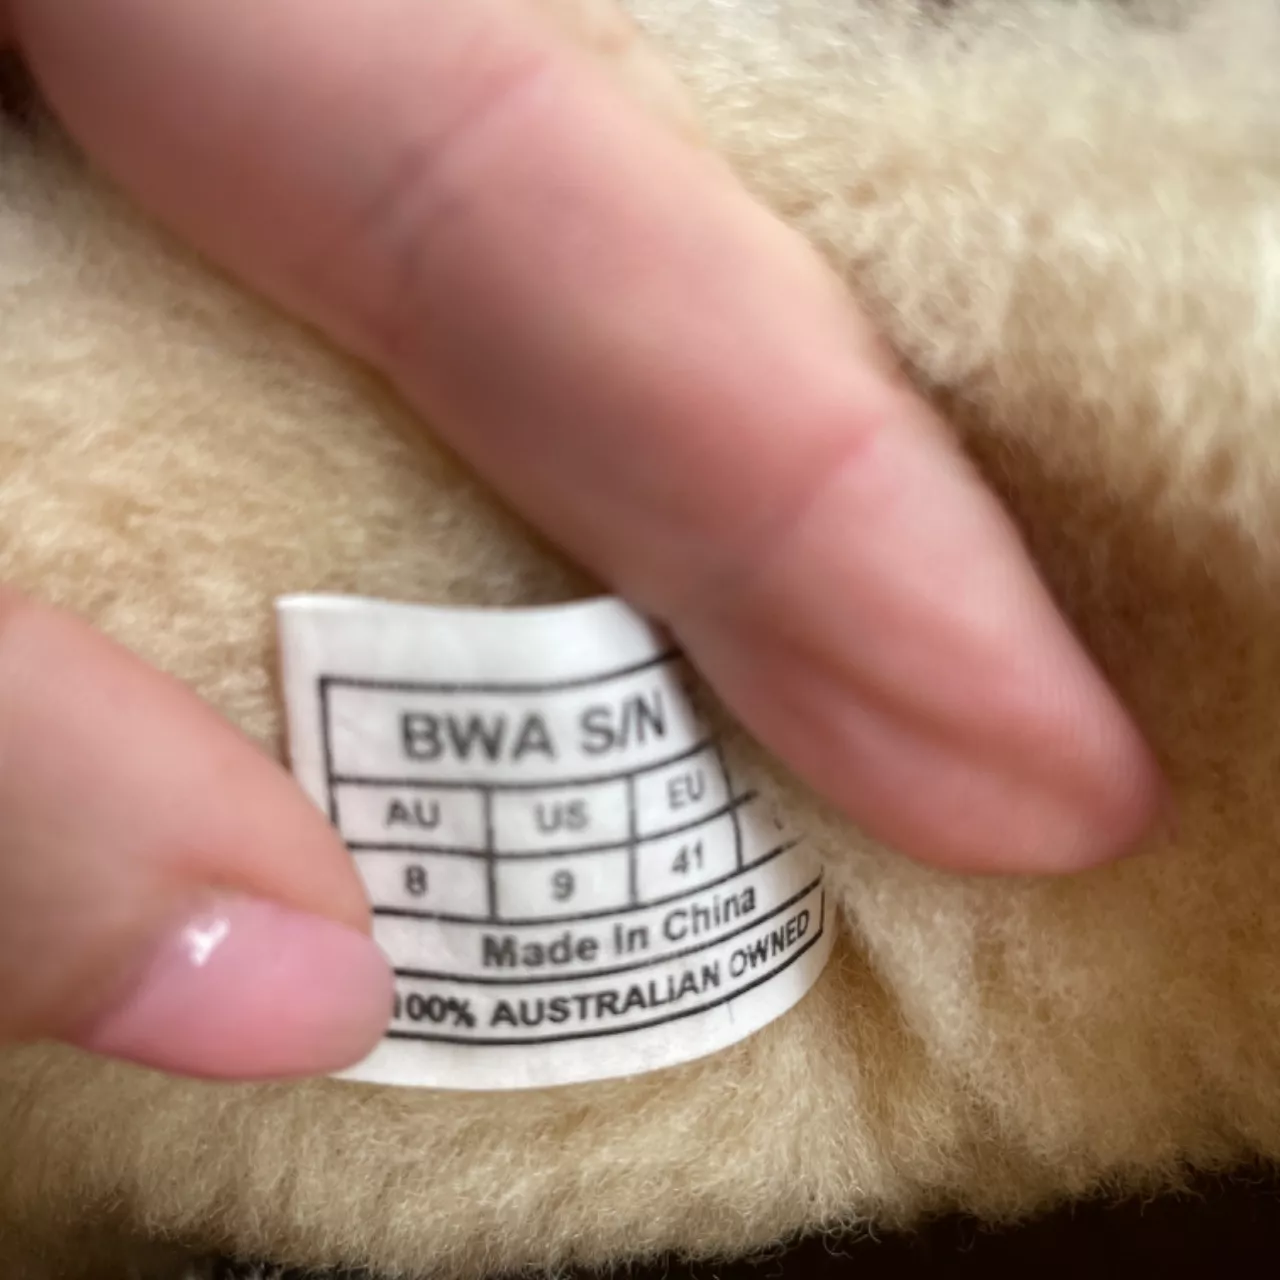 BWA S/N
AU US EU
8 9 41
Made In China
100% AUSTRALIAN OWNED